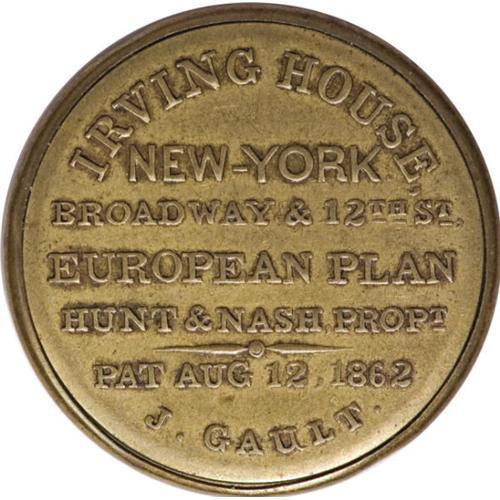 IRVING HOUSE,
NEW-YORK
BROADWAY & 12TH ST,
EUROPEAN PLAN
HUNT & NASH, PROPT
PAT AUG 12, 1862
J. GAULT.